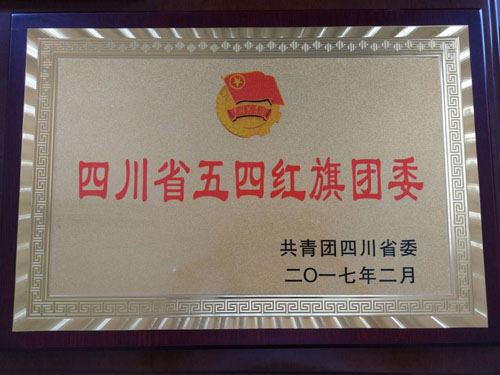 四川省五四红旗团委
共青团四川省委
二〇一七年二月